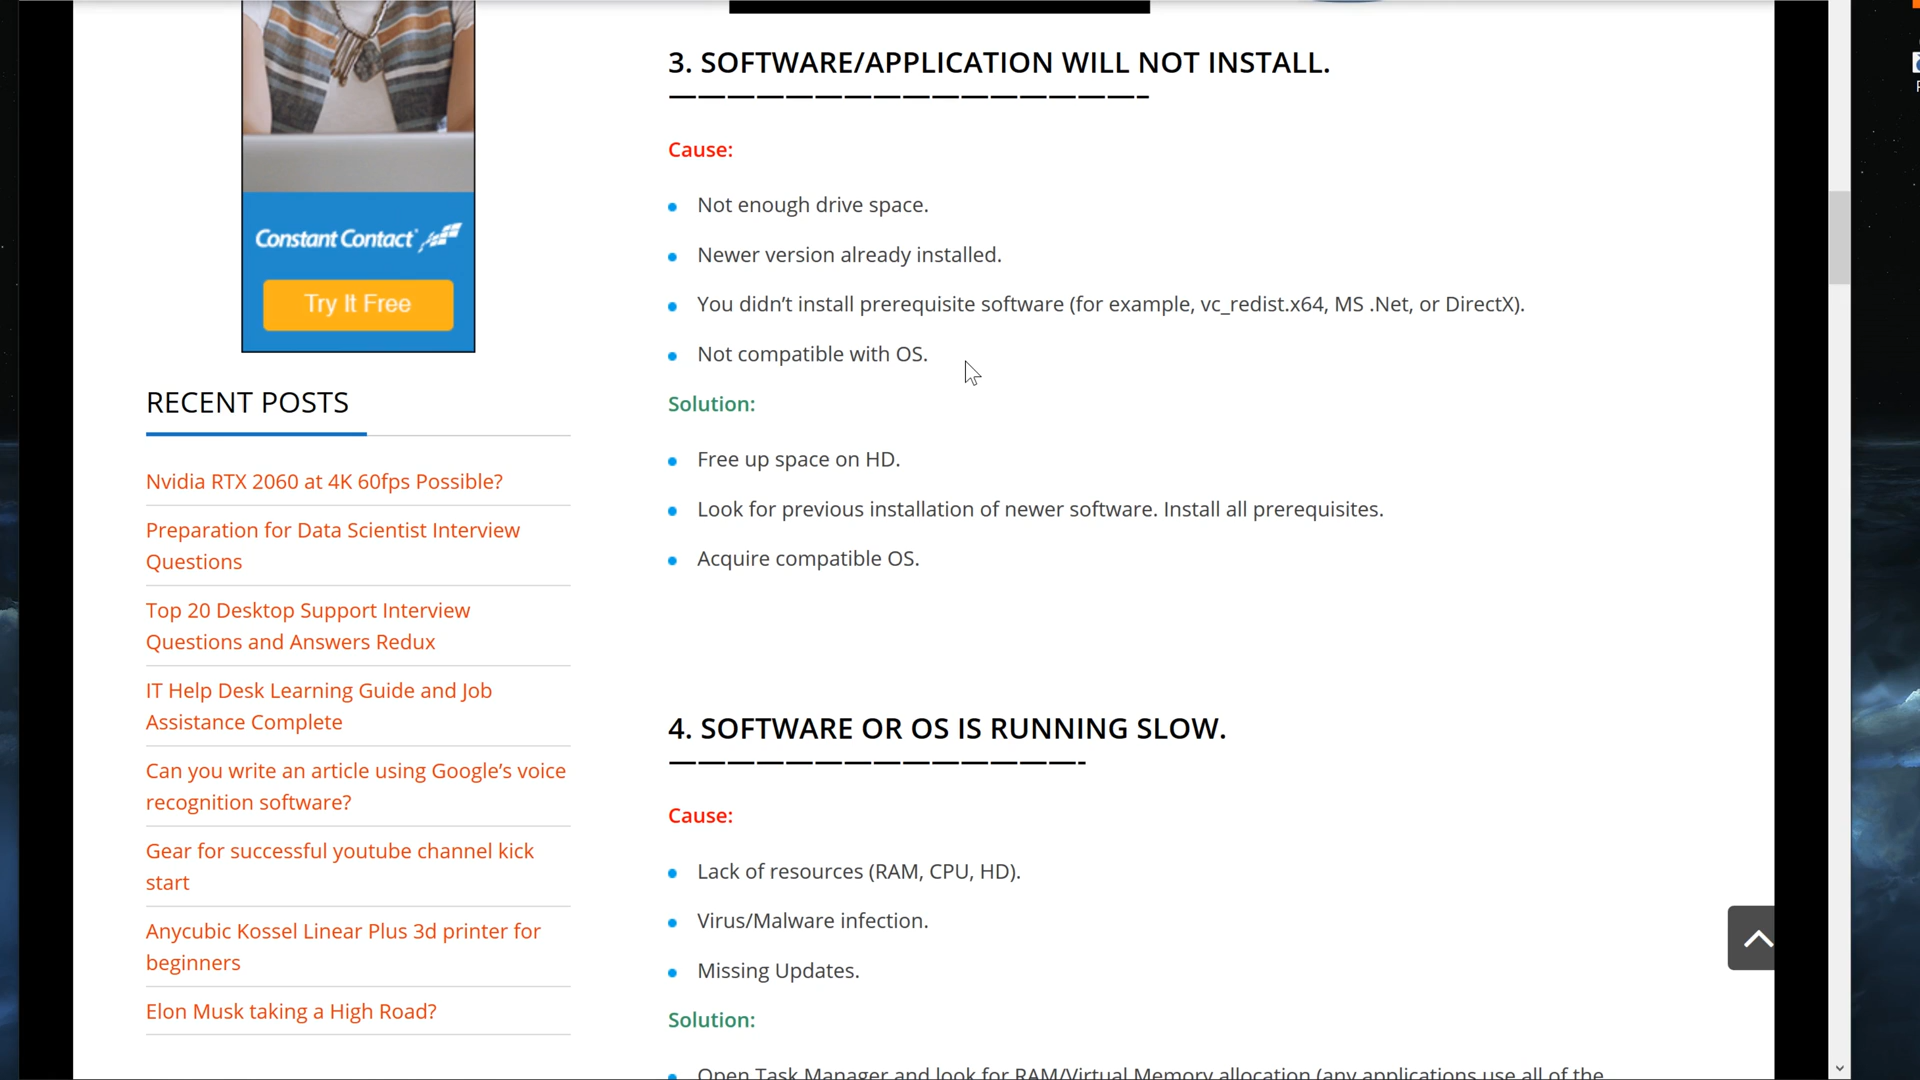 Constant Contact
Try It Free
RECENT POSTS
Nvidia RTX 2060 at 4K 60fps Possible?
Preparation for Data Scientist Interview
Questions
Top 20 Desktop Support Interview
Questions and Answers Redux
IT Help Desk Learning Guide and Job
Assistance Complete
Can you write an article using Google’s voice
recognition software?
Gear for successful youtube channel kick
start
Anycubic Kossel Linear Plus 3d printer for
beginners
Elon Musk taking a High Road?
3. SOFTWARE/APPLICATION WILL NOT INSTALL.
—————————————————–
Cause:
Not enough drive space.
Newer version already installed.
You didn’t install prerequisite software (for example, vc_redist.x64, MS .Net, or DirectX).
Not compatible with OS.
Solution:
Free up space on HD.
Look for previous installation of newer software. Install all prerequisites.
Acquire compatible OS.
4. SOFTWARE OR OS IS RUNNING SLOW.
——————————————-
Cause:
Lack of resources (RAM, CPU, HD).
Virus/Malware infection.
Missing Updates.
Solution:
Open Task Manager and look for RAM/Virtual Memory allocation (any applications use all of the